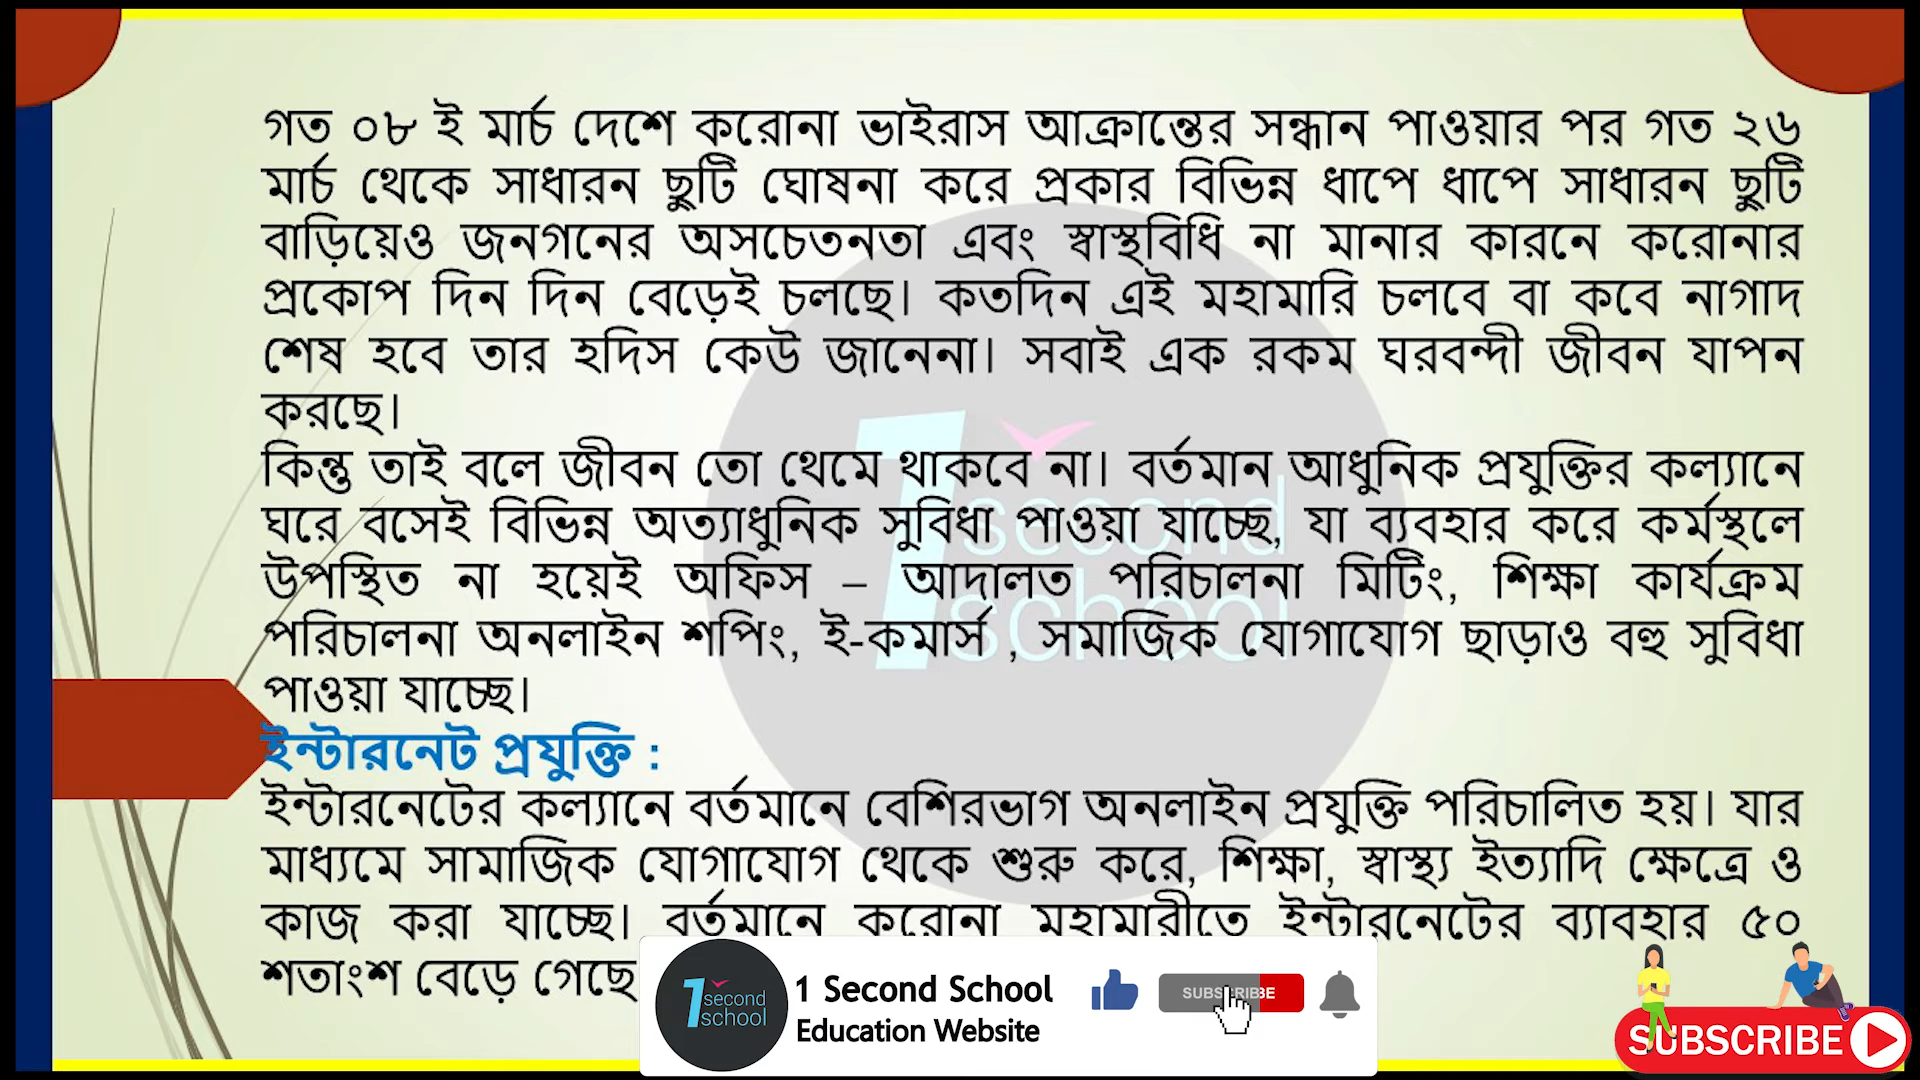 গত ০৮ ই মার্চ দেশে করোনা ভাইরাস আক্রান্তের সন্ধান পাওয়ার পর গত ২৬
মার্চ থেকে সাধারন ছুটি ঘোষনা করে প্রকার বিভিন্ন ধাপে ধাপে সাধারন ছুটি
বাড়িয়েও জনগনের অসচেতনতা এবং স্বাস্থবিধি না মানার কারনে করোনার
প্রকোপ দিন দিন বেড়েই চলছে। কতদিন এই মহামারি চলবে বা কবে নাগাদ
শেষ হবে তার হদিস কেউ জানেনা। সবাই এক রকম ঘরবন্দী জীবন যাপন
করছে।
কিন্তু তাই বলে জীবন তো থেমে থাকবে না। বর্তমান আধুনিক প্রযুক্তির কল্যানে
ঘরে বসেই বিভিন্ন অত্যাধুনিক সুবিধা পাওয়া যাচ্ছে, যা ব্যবহার করে কর্মস্থলে
উপস্থিত না হয়েই অফিস – আদালত পরিচালনা মিটিং, শিক্ষা কার্যক্রম
পরিচালনা অনলাইন শপিং, ই-কমার্স , সমাজিক যোগাযোগ ছাড়াও বহু সুবিধা
পাওয়া যাচ্ছে।
ইন্টারনেট প্রযুক্তি :
ইন্টারনেটের কল্যানে বর্তমানে বেশিরভাগ অনলাইন প্রযুক্তি পরিচালিত হয়। যার
মাধ্যমে সামাজিক যোগাযোগ থেকে শুরু করে, শিক্ষা, স্বাস্থ্য ইত্যাদি ক্ষেত্রে ও
কাজ করা যাচ্ছে। বর্তমানে করোনা মহামারীতে ইন্টারনেটের ব্যাবহার ৫০
শতাংশ বেড়ে গেছে
1 second school
1 second school
1 Second School
Education Website
SUBSCRIBE
SUBSCRIBE